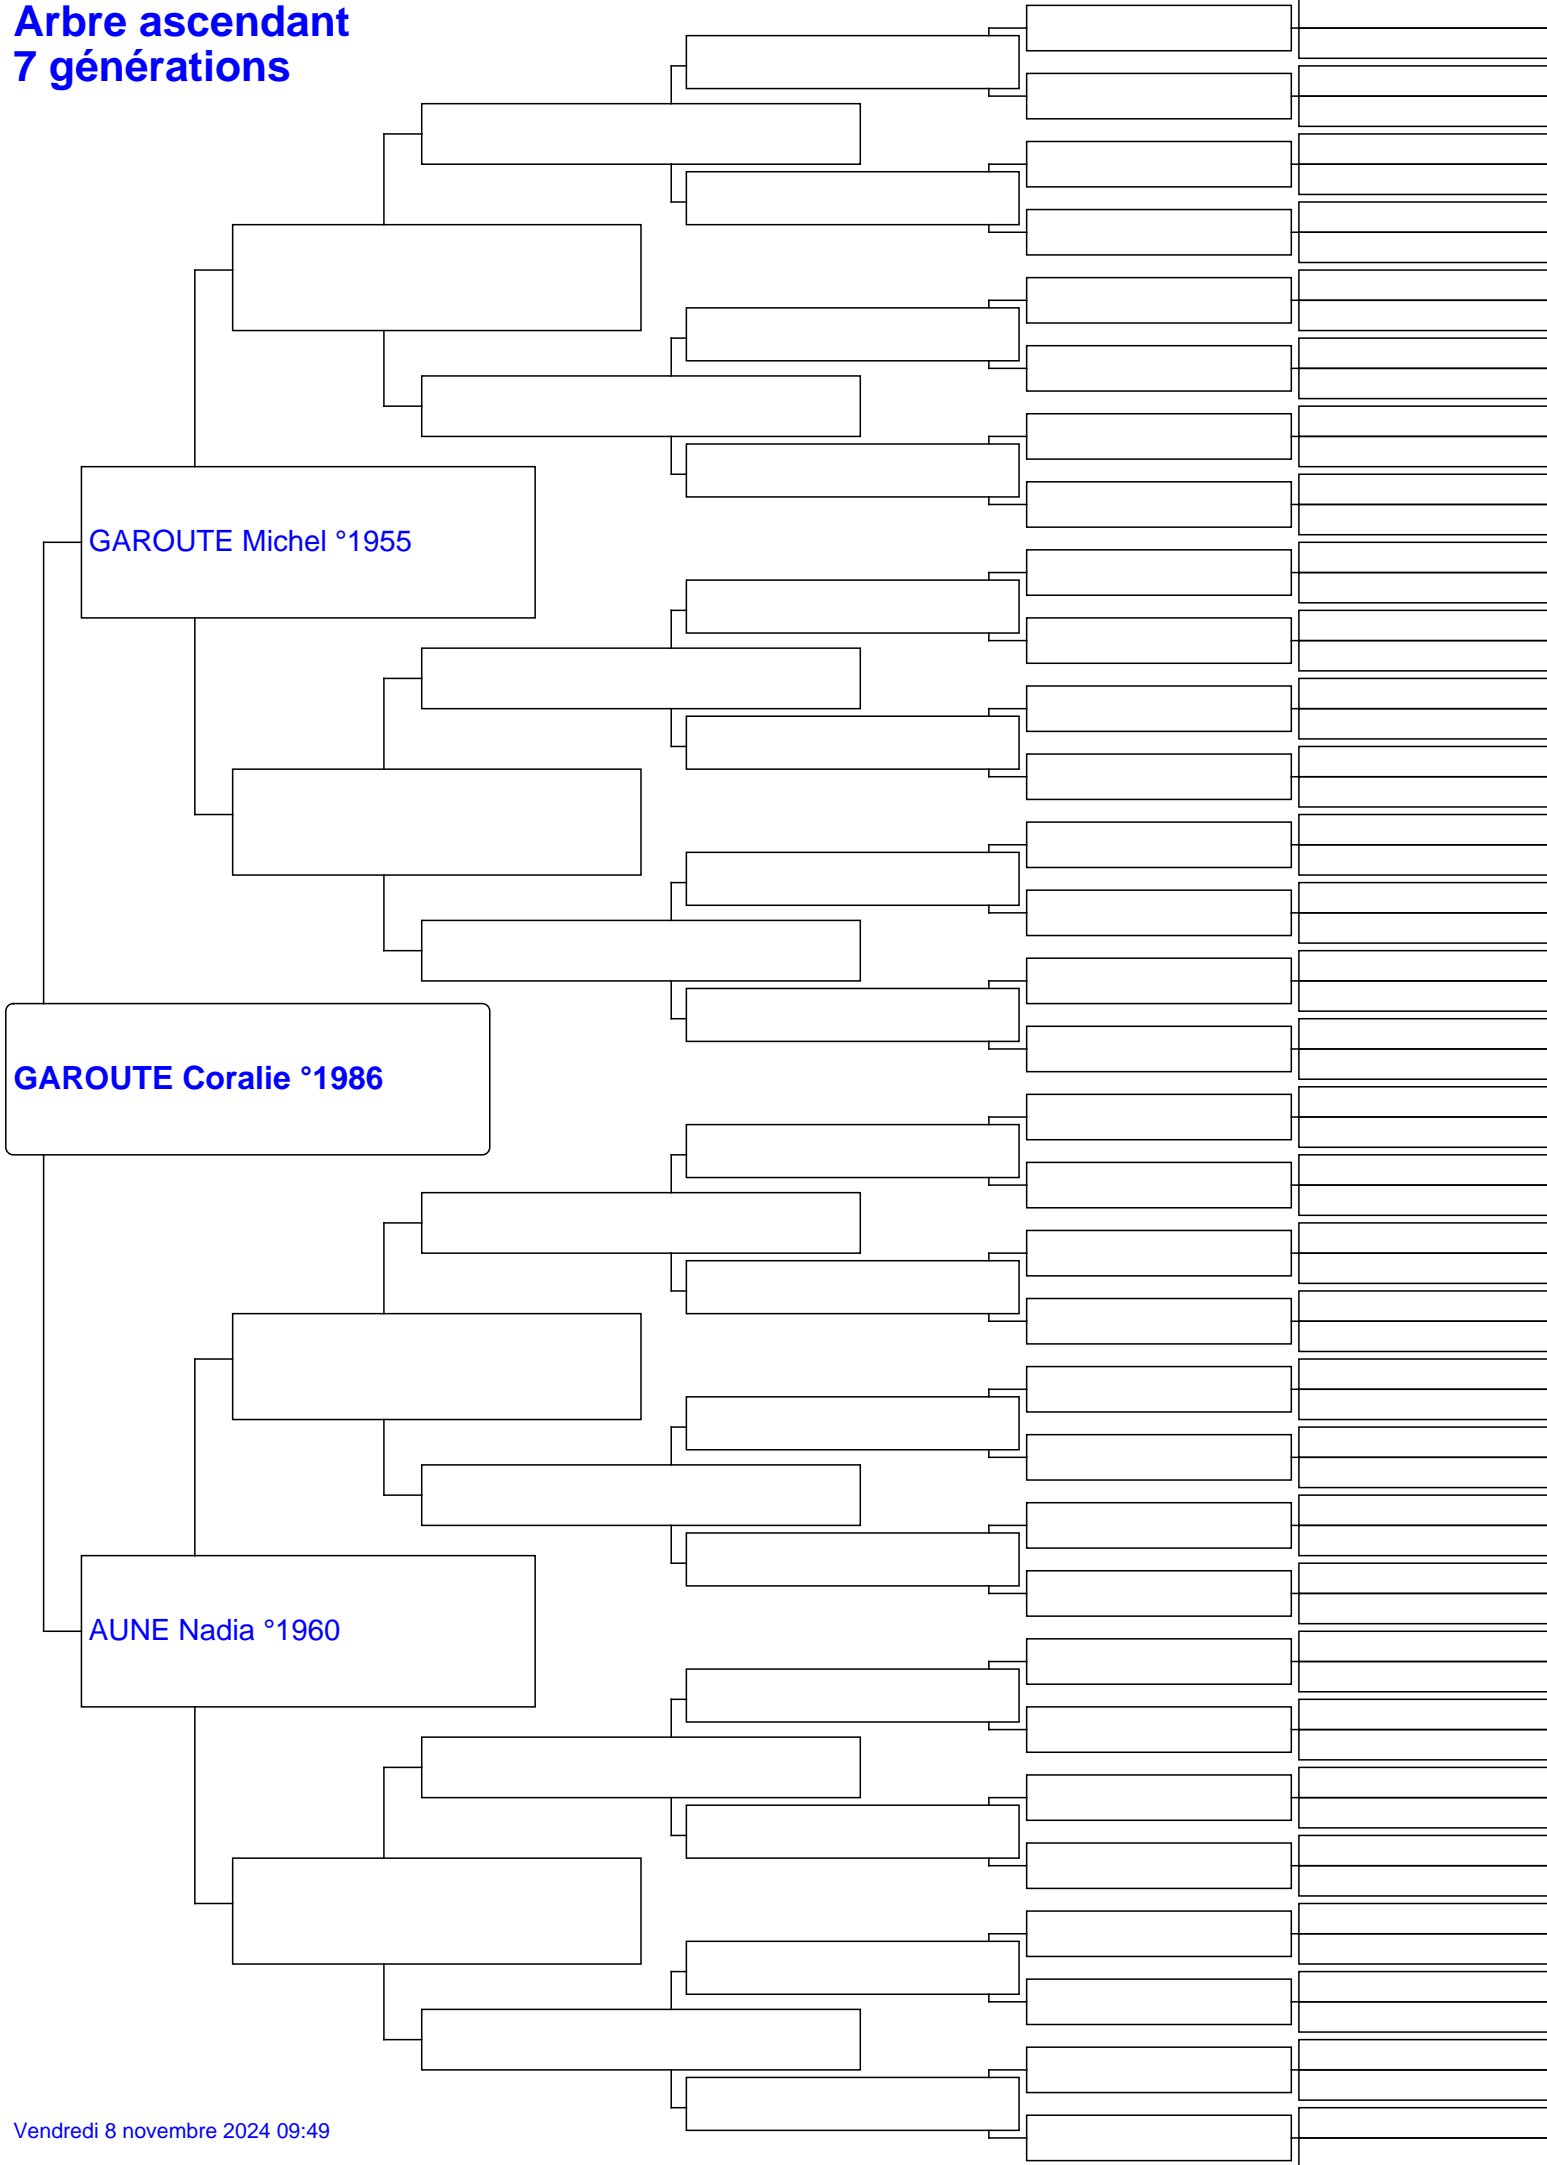 Arbre ascendant
7 générations
GAROUTE Michel °1955
GAROUTE Coralie °1986
AUNE Nadia °1960
Vendredi 8 novembre 2024 09:49